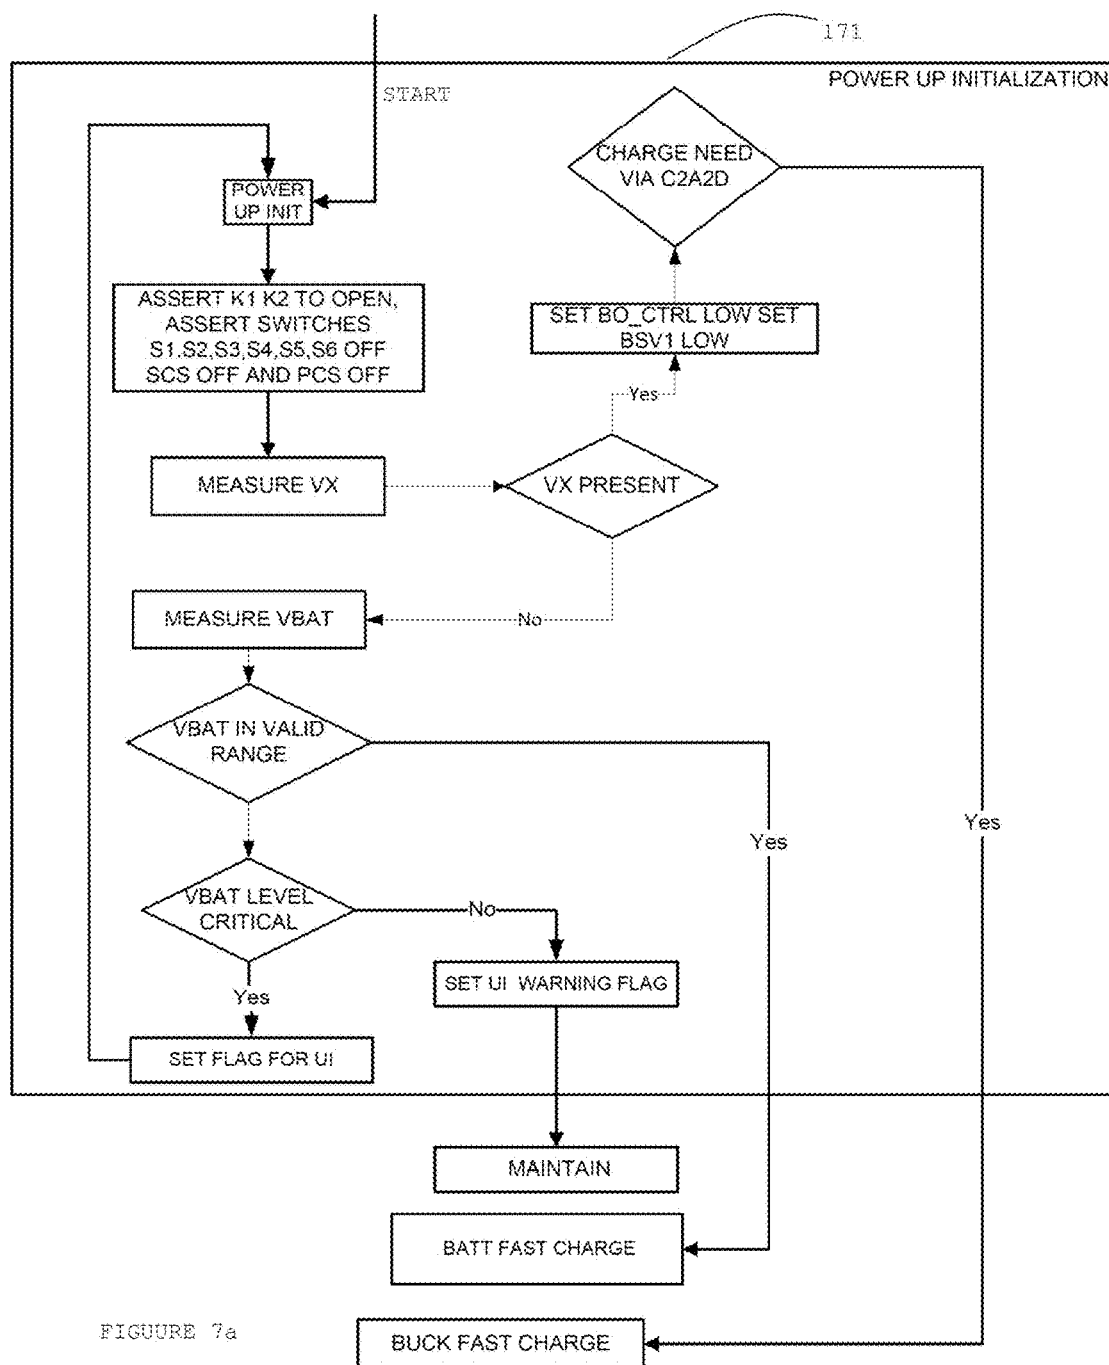 171
POWER UP INITIALIZATION
START
CHARGE NEED
VIA C2A2D
POWER
UP INIT
ASSERT K1 K2 TO OPEN,
ASSERT SWITCHES
S1.S2,S3,S4,S5,S6 OFF
SCS OFF AND PCS OFF
SET BO_CTRL LOW SET
BSV1 LOW
Yes
MEASURE VX
VX PRESENT
MEASURE VBAT
No
VBAT IN VALID
RANGE
Yes
Yes
VBAT LEVEL
CRITICAL
No
SET UI WARNING FLAG
Yes
SET FLAG FOR UI
MAINTAIN
BATT FAST CHARGE
FIGUURE 7a
BUCK FAST CHARGE